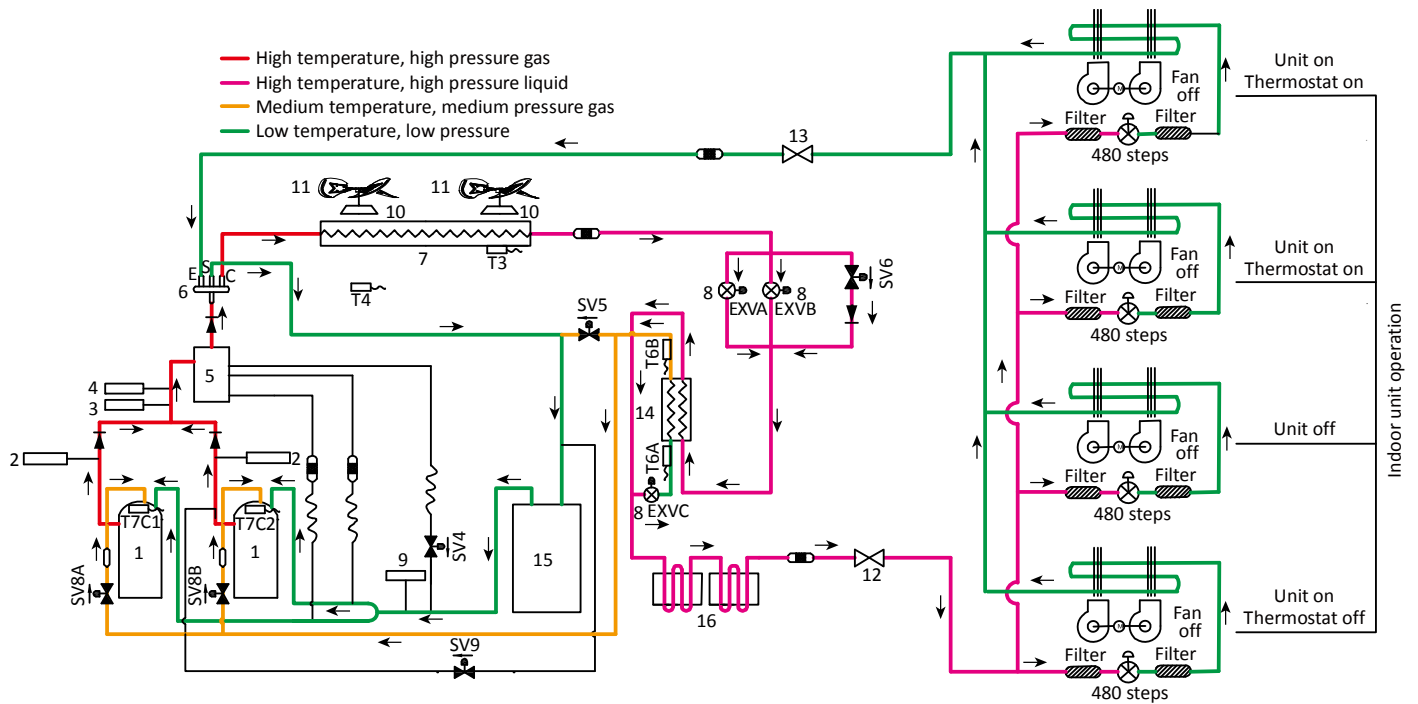 High temperature, high pressure gas
High temperature, high pressure liquid
Medium temperature, medium pressure gas
Low temperature, low pressure
13
11
11
10
10
7
T3
T4
E
S
C
6
5
4
3
2
2
T7C1
T7C2
1
1
SV8A
SV8B
9
SV4
SV9
15
SV5
T6B
14
T6A
8
EXVC
8
EXVA
8
EXVB
SV6
16
12
M
Fan
off
Filter
Filter
480 steps
Unit on
Thermostat on
M
Fan
off
Filter
Filter
480 steps
Unit on
Thermostat on
M
Fan
off
Filter
Filter
480 steps
Unit off
M
Fan
off
Filter
Filter
480 steps
Unit on
Thermostat off
Indoor unit operation